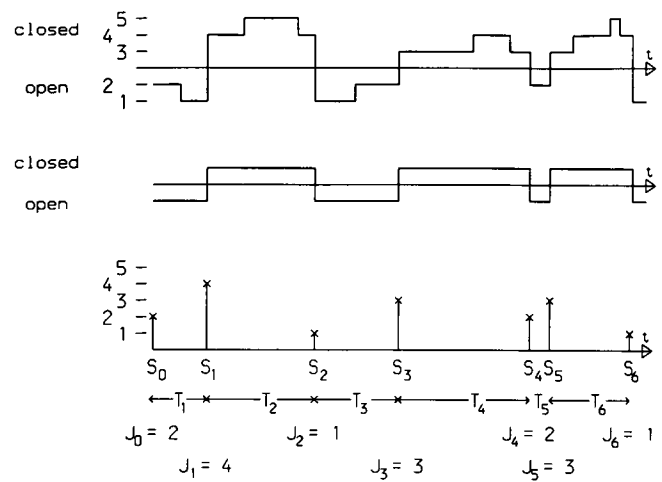 closed 5
4
3
t
open 2
1
closed
t
open
5
4
3
2
1
t
S0 S1 S2 S3 S4 S5 S6
T1 T2 T3 T4 T5 T6
J0 = 2 J2 = 1 J4 = 2 J6 = 1
J1 = 4 J3 = 3 J5 = 3